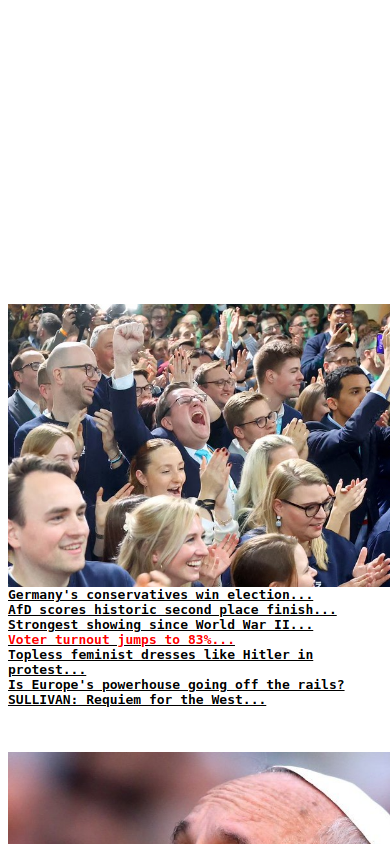 Germany's conservatives win election...
AfD scores historic second place finish...
Strongest showing since World War II...
Voter turnout jumps to 83%...
Topless feminist dresses like Hitler in
protest...
Is Europe's powerhouse going off the rails?
SULLIVAN: Requiem for the West...